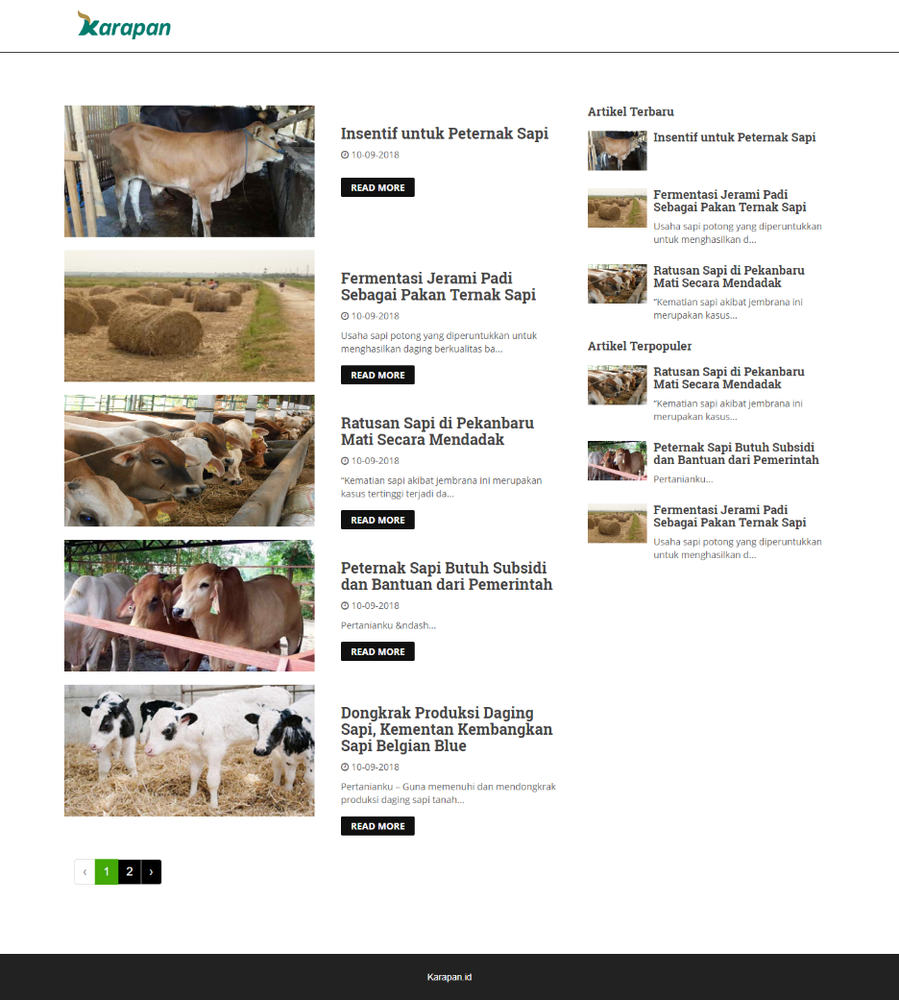 Karapan
Insentif untuk Peternak Sapi
10-09-2018
READ MORE
Fermentasi Jerami Padi
Sebagai Pakan Ternak Sapi
10-09-2018
Usaha sapi potong yang diperuntukkan untuk
menghasilkan daging berkualitas ba...
READ MORE
Ratusan Sapi di Pekanbaru
Mati Secara Mendadak
10-09-2018
“Kematian sapi akibat jembrana ini merupakan
kasus tertinggi terjadi da...
READ MORE
Peternak Sapi Butuh Subsidi
dan Bantuan dari Pemerintah
10-09-2018
Pertanianku &ndash...
READ MORE
Dongkrak Produksi Daging
Sapi, Kementan Kembangkan
Sapi Belgian Blue
10-09-2018
Pertanianku – Guna memenuhi dan mendongkrak
produksi daging sapi tanah...
READ MORE
‹ 1 2 ›
Artikel Terbaru
Insentif untuk Peternak Sapi
Fermentasi Jerami Padi
Sebagai Pakan Ternak Sapi
Usaha sapi potong yang diperuntukkan
untuk menghasilkan d...
Ratusan Sapi di Pekanbaru
Mati Secara Mendadak
“Kematian sapi akibat jembrana ini
merupakan kasus...
Artikel Terpopuler
Ratusan Sapi di Pekanbaru
Mati Secara Mendadak
“Kematian sapi akibat jembrana ini
merupakan kasus...
Peternak Sapi Butuh Subsidi
dan Bantuan dari Pemerintah
Pertanianku...
Fermentasi Jerami Padi
Sebagai Pakan Ternak Sapi
Usaha sapi potong yang diperuntukkan
untuk menghasilkan d...
Karapan.id